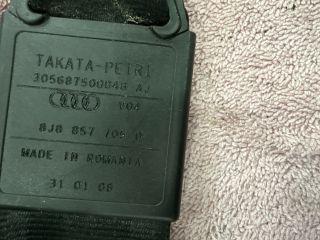 TAKATA-PETRI
305687500048 AJ
V04
8J8 857 706 D
MADE IN ROMANIA
31 01 08